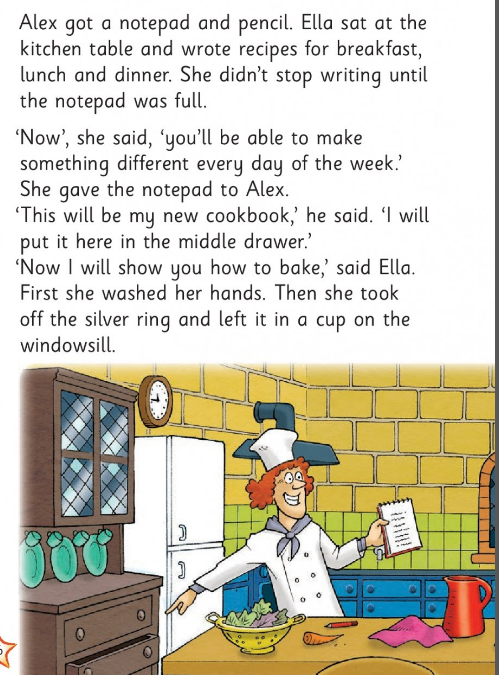 Alex got a notepad and pencil. Ella sat at the
kitchen table and wrote recipes for breakfast,
lunch and dinner. She didn’t stop writing until
the notepad was full.
‘Now’, she said, ‘you’ll be able to make
something different every day of the week.’
She gave the notepad to Alex.
‘This will be my new cookbook,’ he said. ‘I will
put it here in the middle drawer.’
‘Now I will show you how to bake,’ said Ella.
First she washed her hands. Then she took
off the silver ring and left it in a cup on the
windowsill.